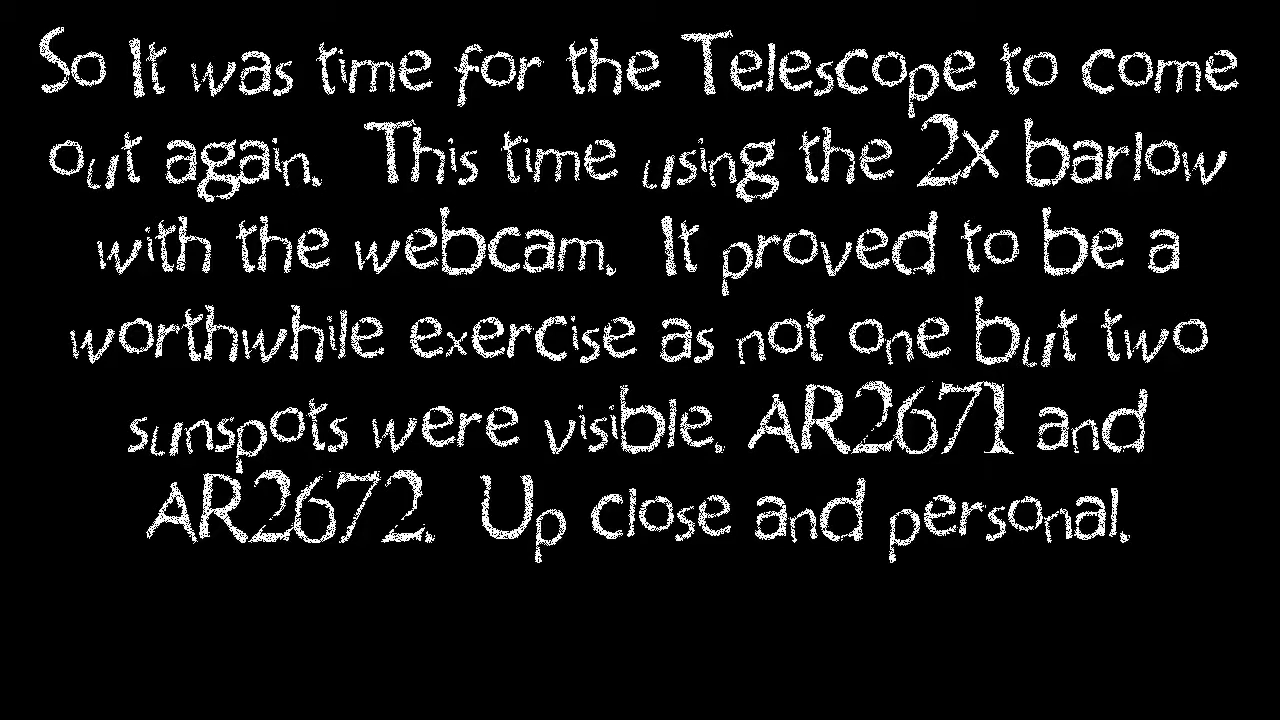 So It was time for the Telescope to come
out again.  This time using the 2X barlow
with the webcam.  It proved to be a
worthwhile exercise as not one but two
sunspots were visible. AR2671 and
AR2672.  Up close and personal.